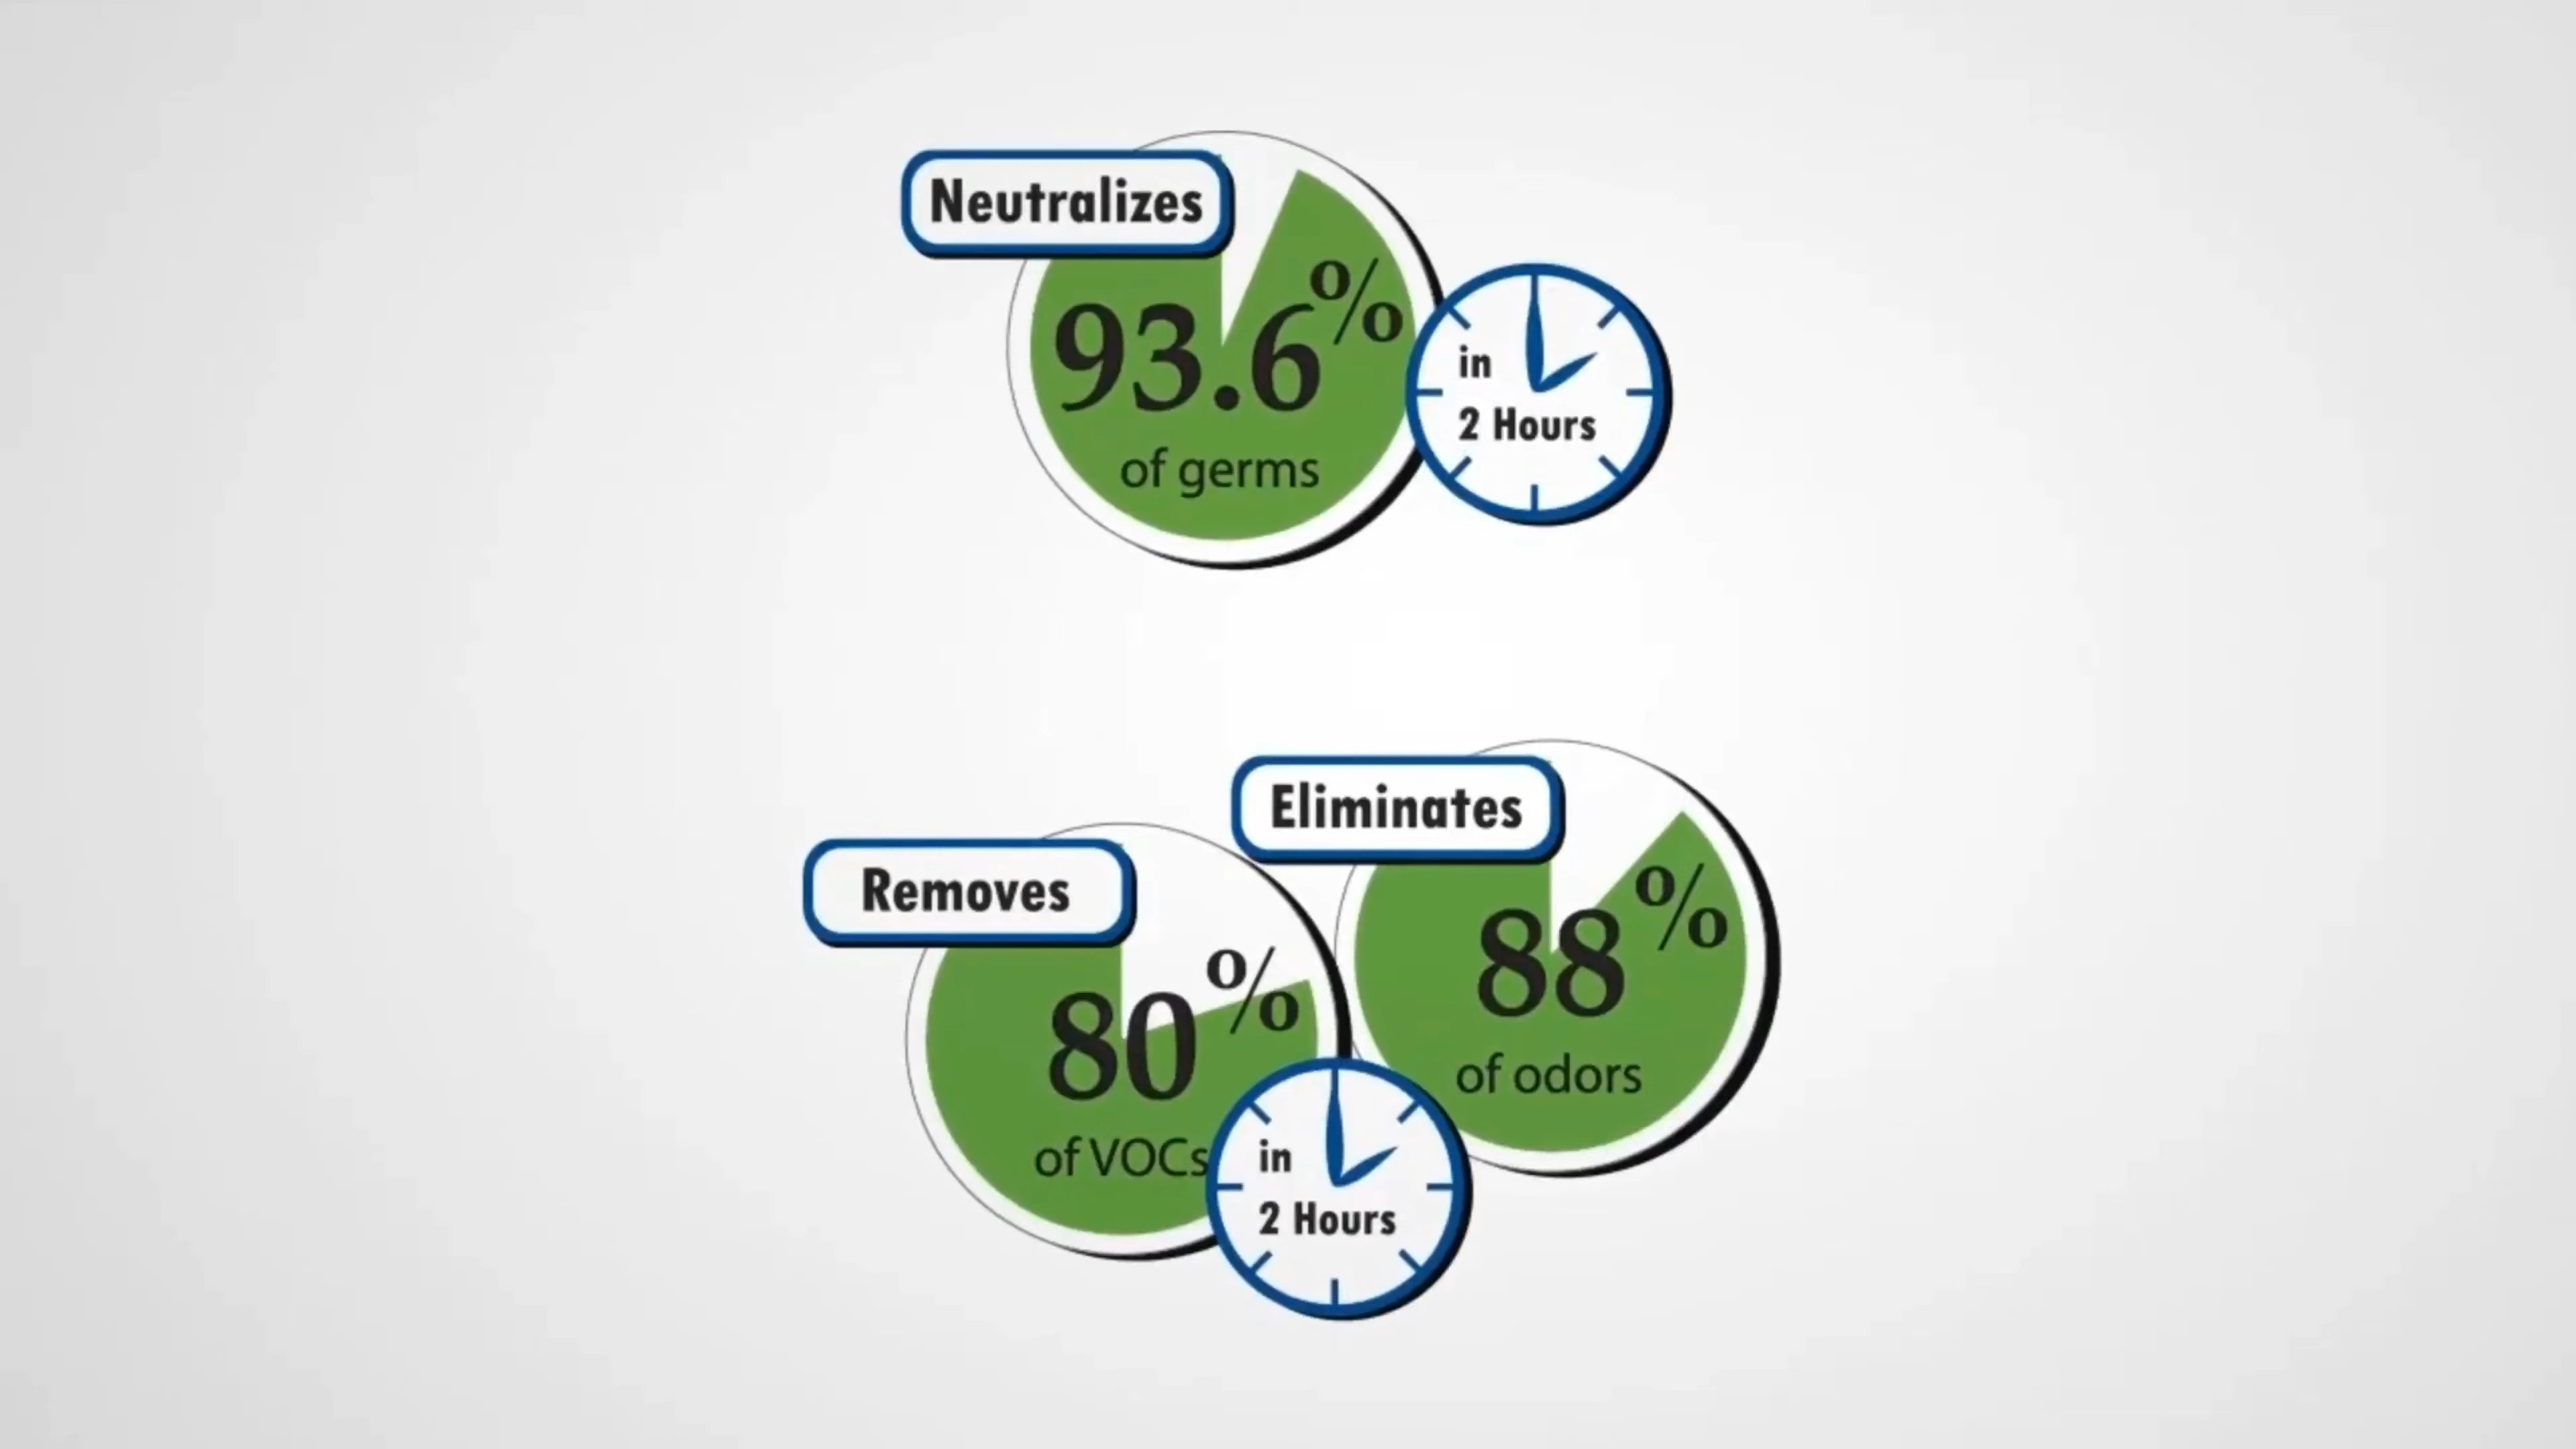 Neutralizes
93.6%
of germs
in
2 Hours
Removes
80%
of VOCs
Eliminates
88%
of odors
in
2 Hours